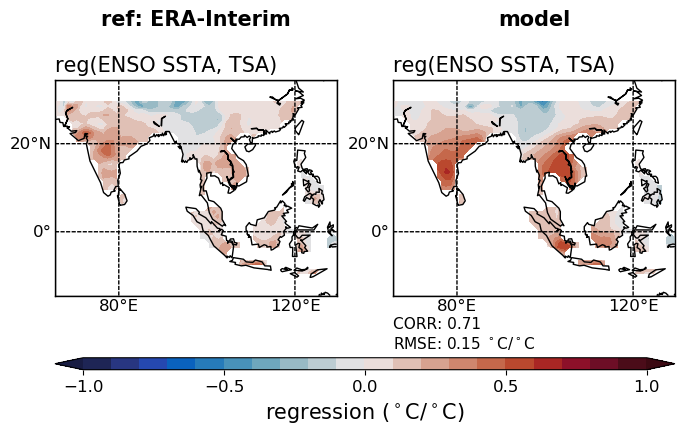 ref: ERA-Interim
model
reg(ENSO SSTA, TSA)
reg(ENSO SSTA, TSA)
20°N
0°
80°E
120°E
20°N
0°
80°E
120°E
CORR: 0.71
RMSE: 0.15 °C/°C
−1.0
−0.5
0.0
0.5
1.0
regression (°C/°C)